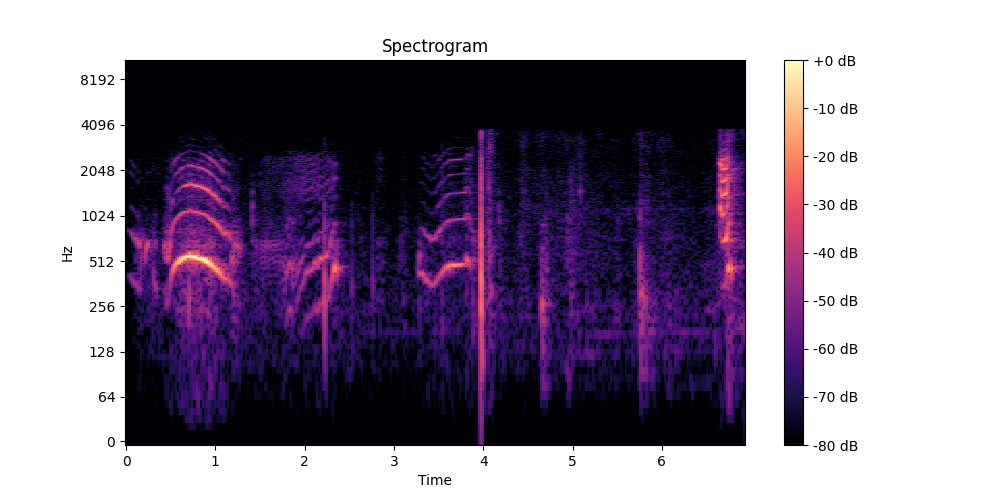 Spectrogram
8192
4096
2048
1024
512
256
128
64
0
Hz
0 1 2 3 4 5 6
Time
+0 dB
-10 dB
-20 dB
-30 dB
-40 dB
-50 dB
-60 dB
-70 dB
-80 dB